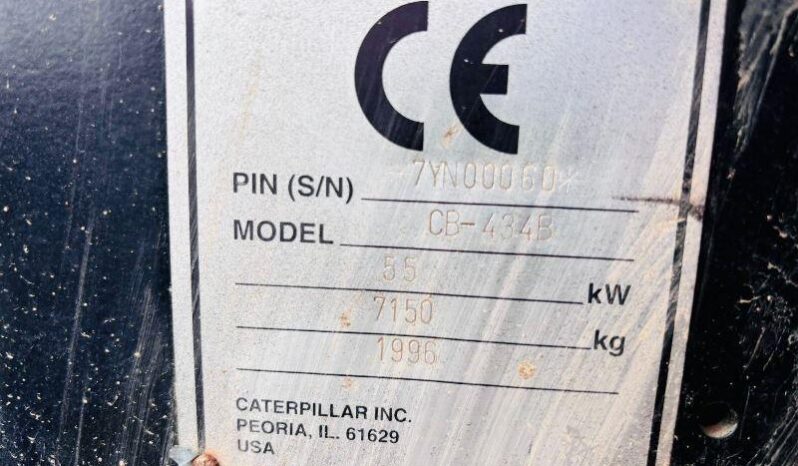 CE
PIN (S/N) *7YN00060*
MODEL CB-434B
55 kW
7150 kg
1996
CATERPILLAR INC.
PEORIA, IL. 61629
USA